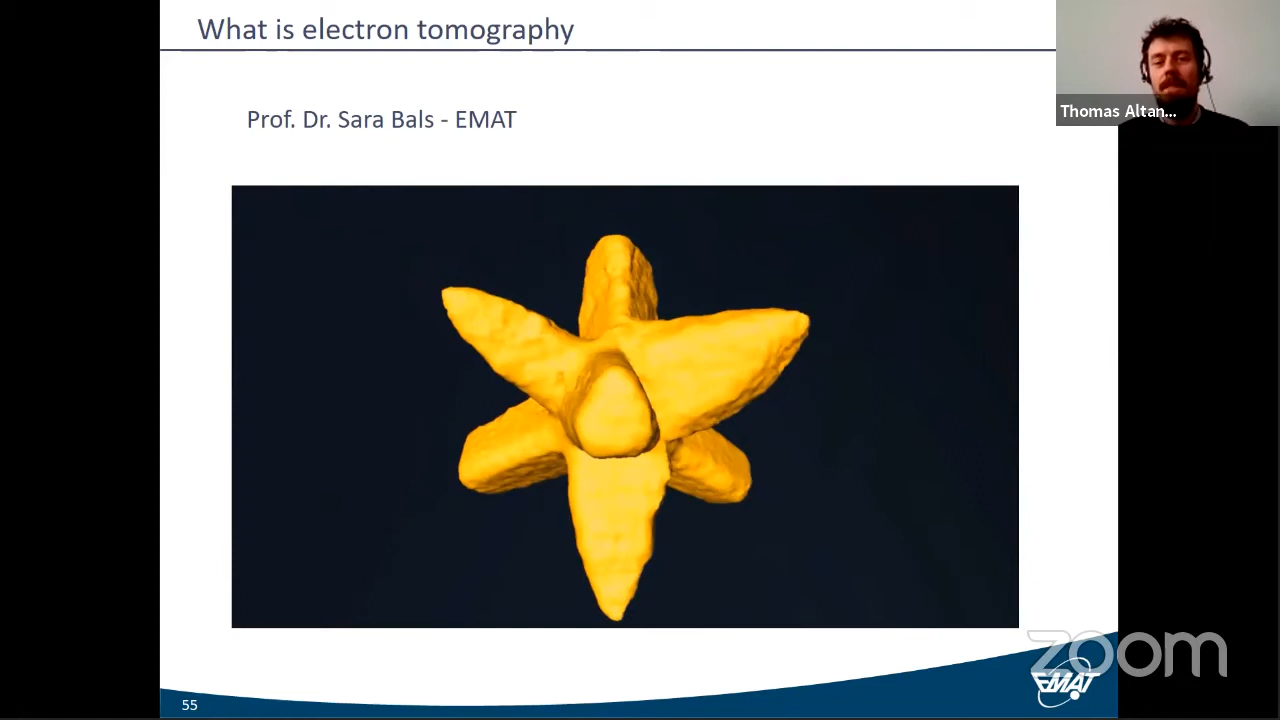 What is electron tomography
Thomas Altan...
Prof. Dr. Sara Bals - EMAT
zoom
EMAT
55